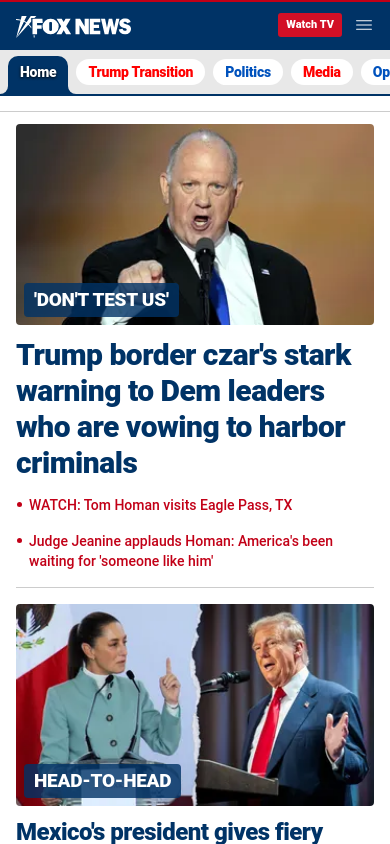 FOX NEWS
Watch TV
Home
Trump Transition
Politics
Media
Op
'DON'T TEST US'
Trump border czar's stark
warning to Dem leaders
who are vowing to harbor
criminals
WATCH: Tom Homan visits Eagle Pass, TX
Judge Jeanine applauds Homan: America's been
waiting for 'someone like him'
HEAD-TO-HEAD
Mexico's president gives fiery